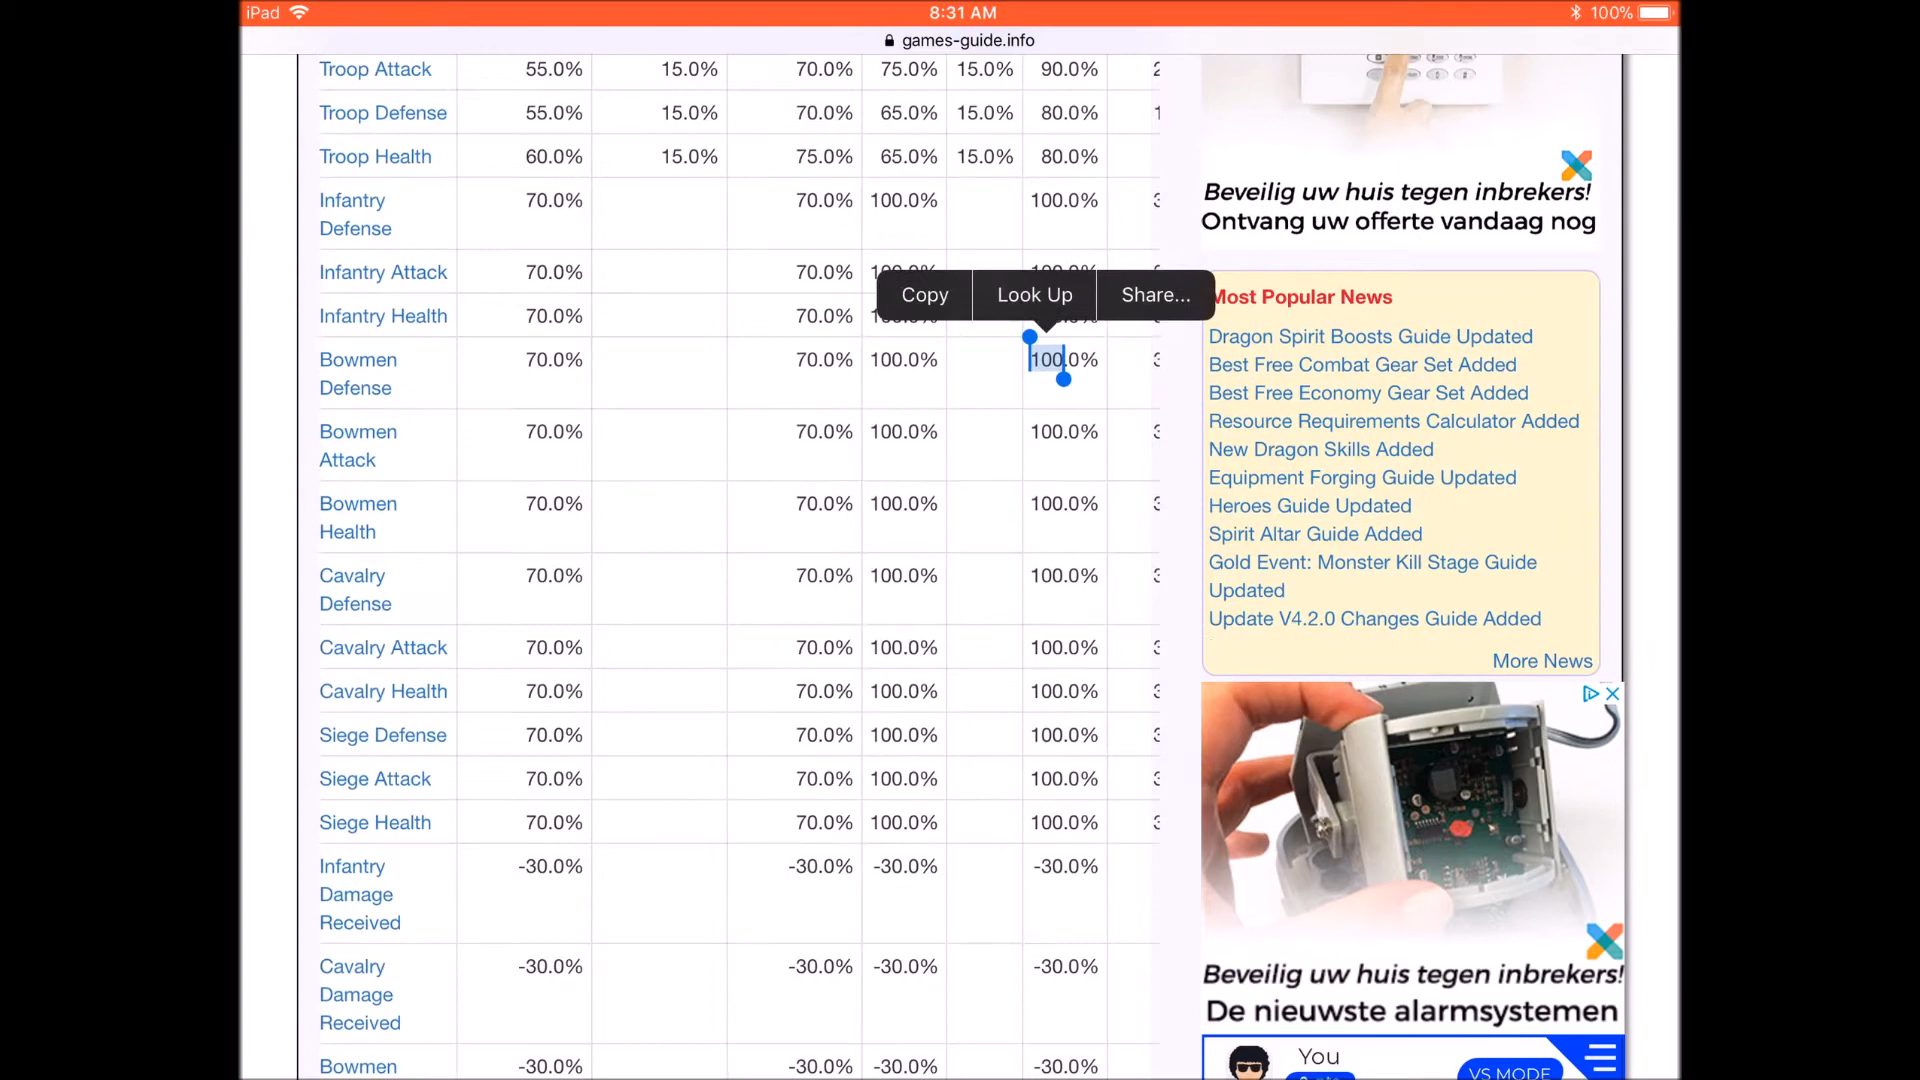 iPad 8:31 AM 100%
games-guide.info
Troop Attack 55.0% 15.0% 70.0% 75.0% 15.0% 90.0%
Troop Defense 55.0% 15.0% 70.0% 65.0% 15.0% 80.0%
Troop Health 60.0% 15.0% 75.0% 65.0% 15.0% 80.0%
Infantry 70.0% 70.0% 100.0% 100.0%
Defense
Infantry Attack 70.0% 70.0%
Infantry Health 70.0% 70.0%
Copy Look Up Share...
Bowmen 70.0% 70.0% 100.0% 100.0%
Defense
Bowmen 70.0% 70.0% 100.0% 100.0%
Attack
Bowmen 70.0% 70.0% 100.0% 100.0%
Health
Cavalry 70.0% 70.0% 100.0% 100.0%
Defense
Cavalry Attack 70.0% 70.0% 100.0% 100.0%
Cavalry Health 70.0% 70.0% 100.0% 100.0%
Siege Defense 70.0% 70.0% 100.0% 100.0%
Siege Attack 70.0% 70.0% 100.0% 100.0%
Siege Health 70.0% 70.0% 100.0% 100.0%
Infantry -30.0% -30.0% -30.0% -30.0%
Damage
Received
Cavalry -30.0% -30.0% -30.0% -30.0%
Damage
Received
Bowmen -30.0% -30.0% -30.0% -30.0%
Beveilig uw huis tegen inbrekers!
Ontvang uw offerte vandaag nog
Most Popular News
Dragon Spirit Boosts Guide Updated
Best Free Combat Gear Set Added
Best Free Economy Gear Set Added
Resource Requirements Calculator Added
New Dragon Skills Added
Equipment Forging Guide Updated
Heroes Guide Updated
Spirit Altar Guide Added
Gold Event: Monster Kill Stage Guide
Updated
Update V4.2.0 Changes Guide Added
More News
Beveilig uw huis tegen inbrekers!
De nieuwste alarmsystemen
You
VS MODE